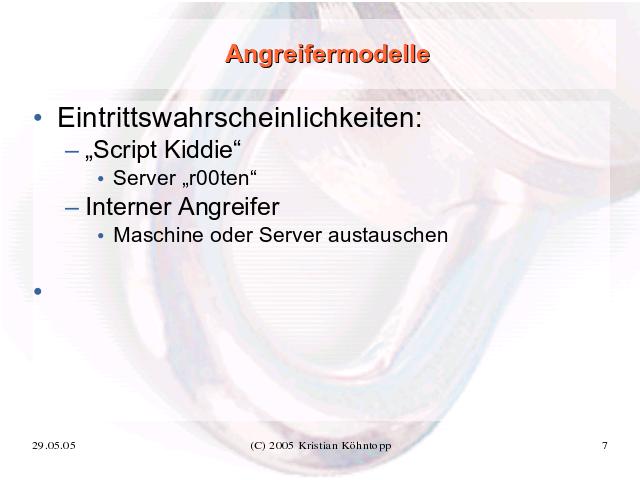 Angreifermodelle
• Eintrittswahrscheinlichkeiten:
– „Script Kiddie“
• Server „r00ten“
– Interner Angreifer
• Maschine oder Server austauschen
•
29.05.05
(C) 2005 Kristian Köhntopp
7